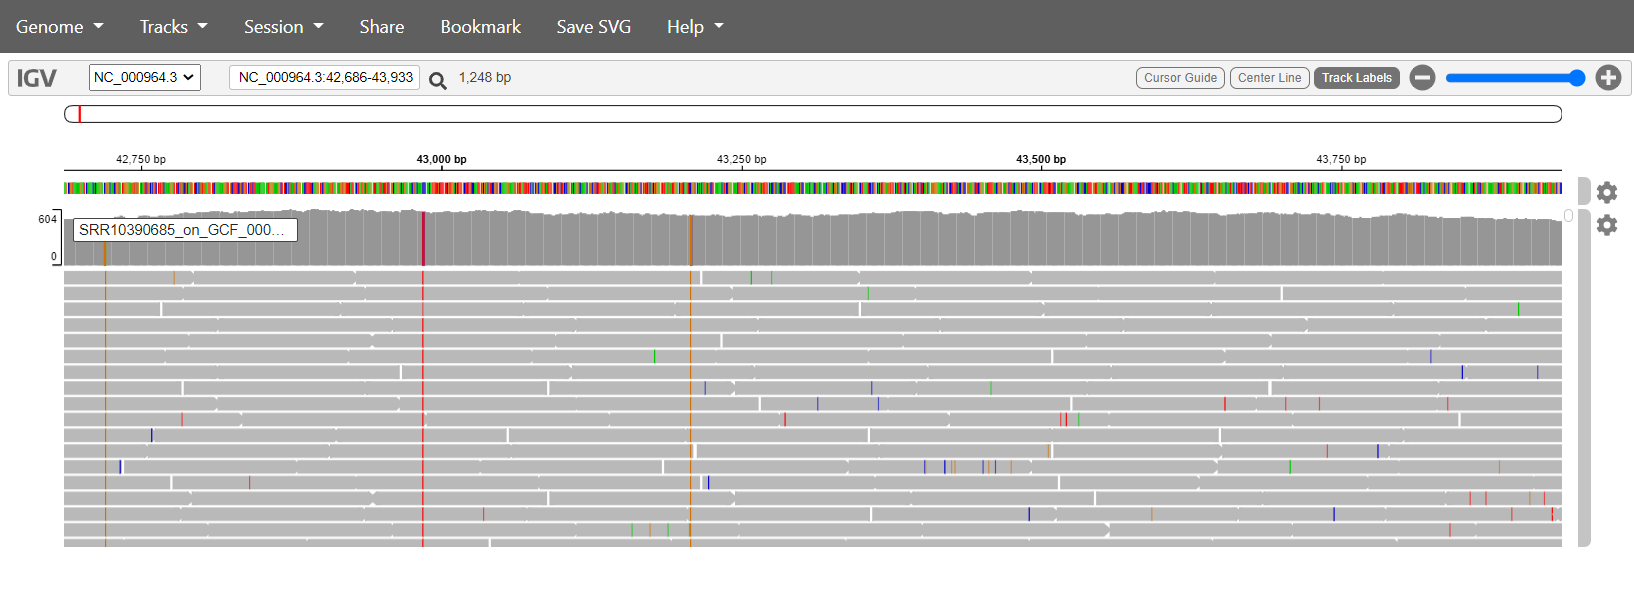 Genome Tracks Session Share Bookmark Save SVG Help
IGV NC_000964.3 NC_000964.3:42,686-43,933 1,248 bp Cursor Guide Center Line Track Labels
42,750 bp 43,000 bp 43,250 bp 43,500 bp 43,750 bp
604
SRR10390685_on_GCF_000...
0